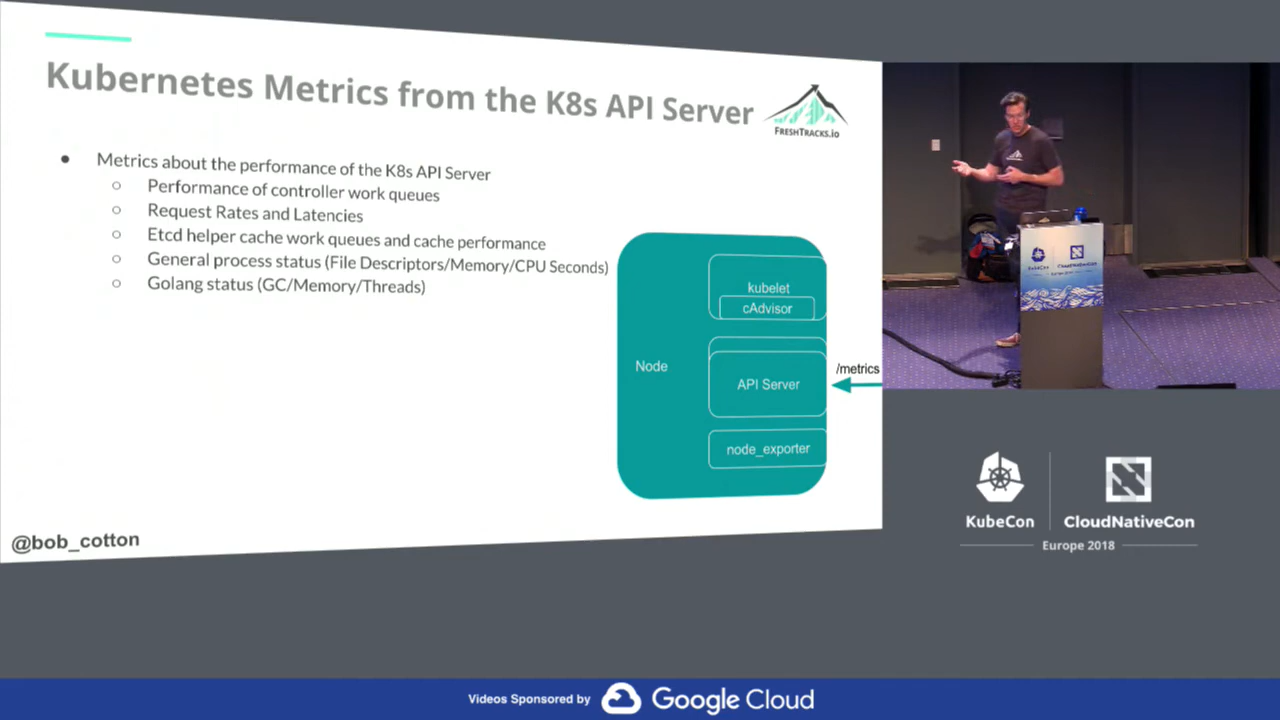 Kubernetes Metrics from the K8s API Server
FRESHTRACKS.IO
● Metrics about the performance of the K8s API Server
○ Performance of controller work queues
○ Request Rates and Latencies
○ Etcd helper cache work queues and cache performance
○ General process status (File Descriptors/Memory/CPU Seconds)
○ Golang status (GC/Memory/Threads)
kubelet
cAdvisor
Node
API Server
/metrics
node_exporter
@bob_cotton
KubeCon
CloudNativeCon
KubeCon
CloudNativeCon
Europe 2018
Videos Sponsored by Google Cloud